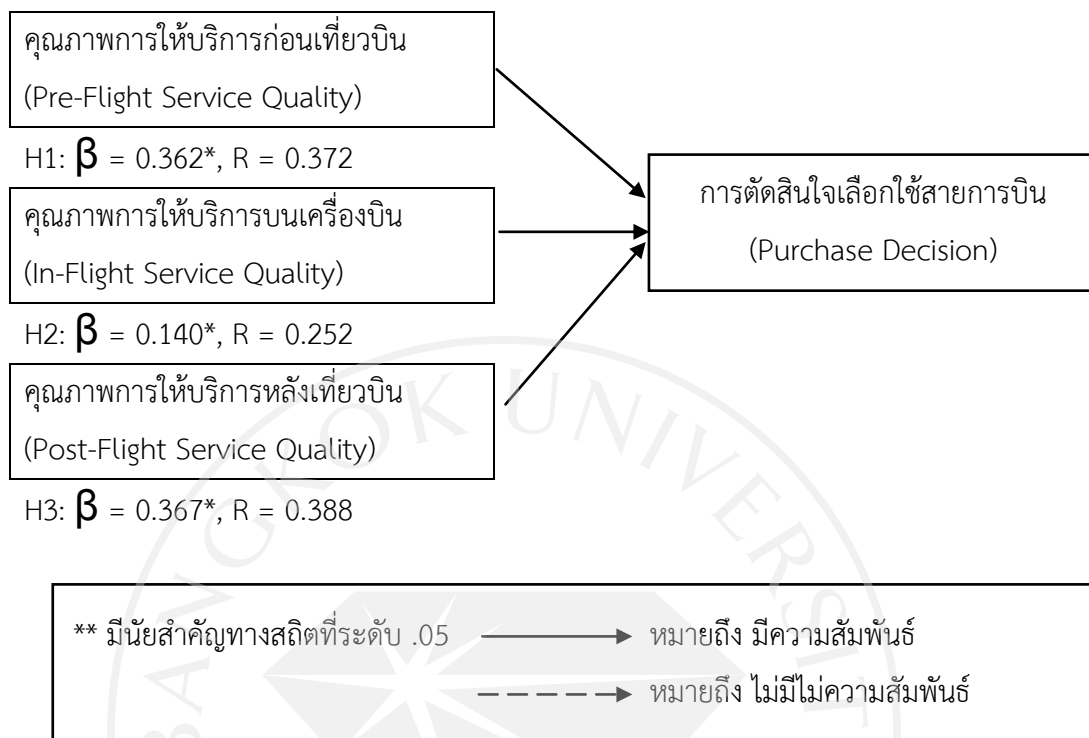 คุณภาพการให้บริการก่อนเที่ยวบิน
(Pre-Flight Service Quality)
H1: β = 0.362*, R = 0.372
คุณภาพการให้บริการบนเครื่องบิน
(In-Flight Service Quality)
H2: β = 0.140*, R = 0.252
คุณภาพการให้บริการหลังเที่ยวบิน
(Post-Flight Service Quality)
H3: β = 0.367*, R = 0.388
การตัดสินใจเลือกใช้สายการบิน
(Purchase Decision)
** มีนัยสำคัญทางสถิตที่ระดับ .05
หมายถึง มีความสัมพันธ์
หมายถึง ไม่มีไม่ความสัมพันธ์
BANGKOK UNIVERSIT